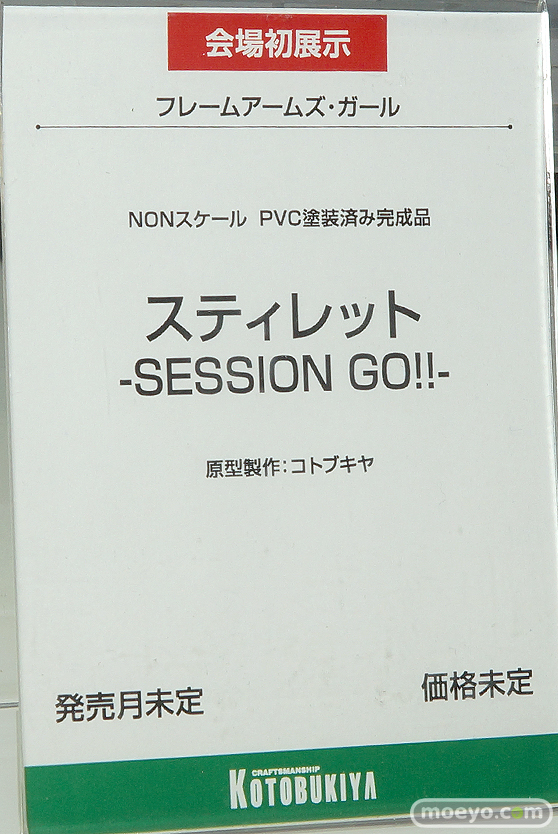 会場初展示
フレームアームズ・ガール
NONスケール PVC塗装済み完成品
スティレット
-SESSION GO!!-
原型製作：コトブキヤ
発売月未定
価格未定
CRAFTSMANSHIP
KOTOBUKIYA
moeyo.com